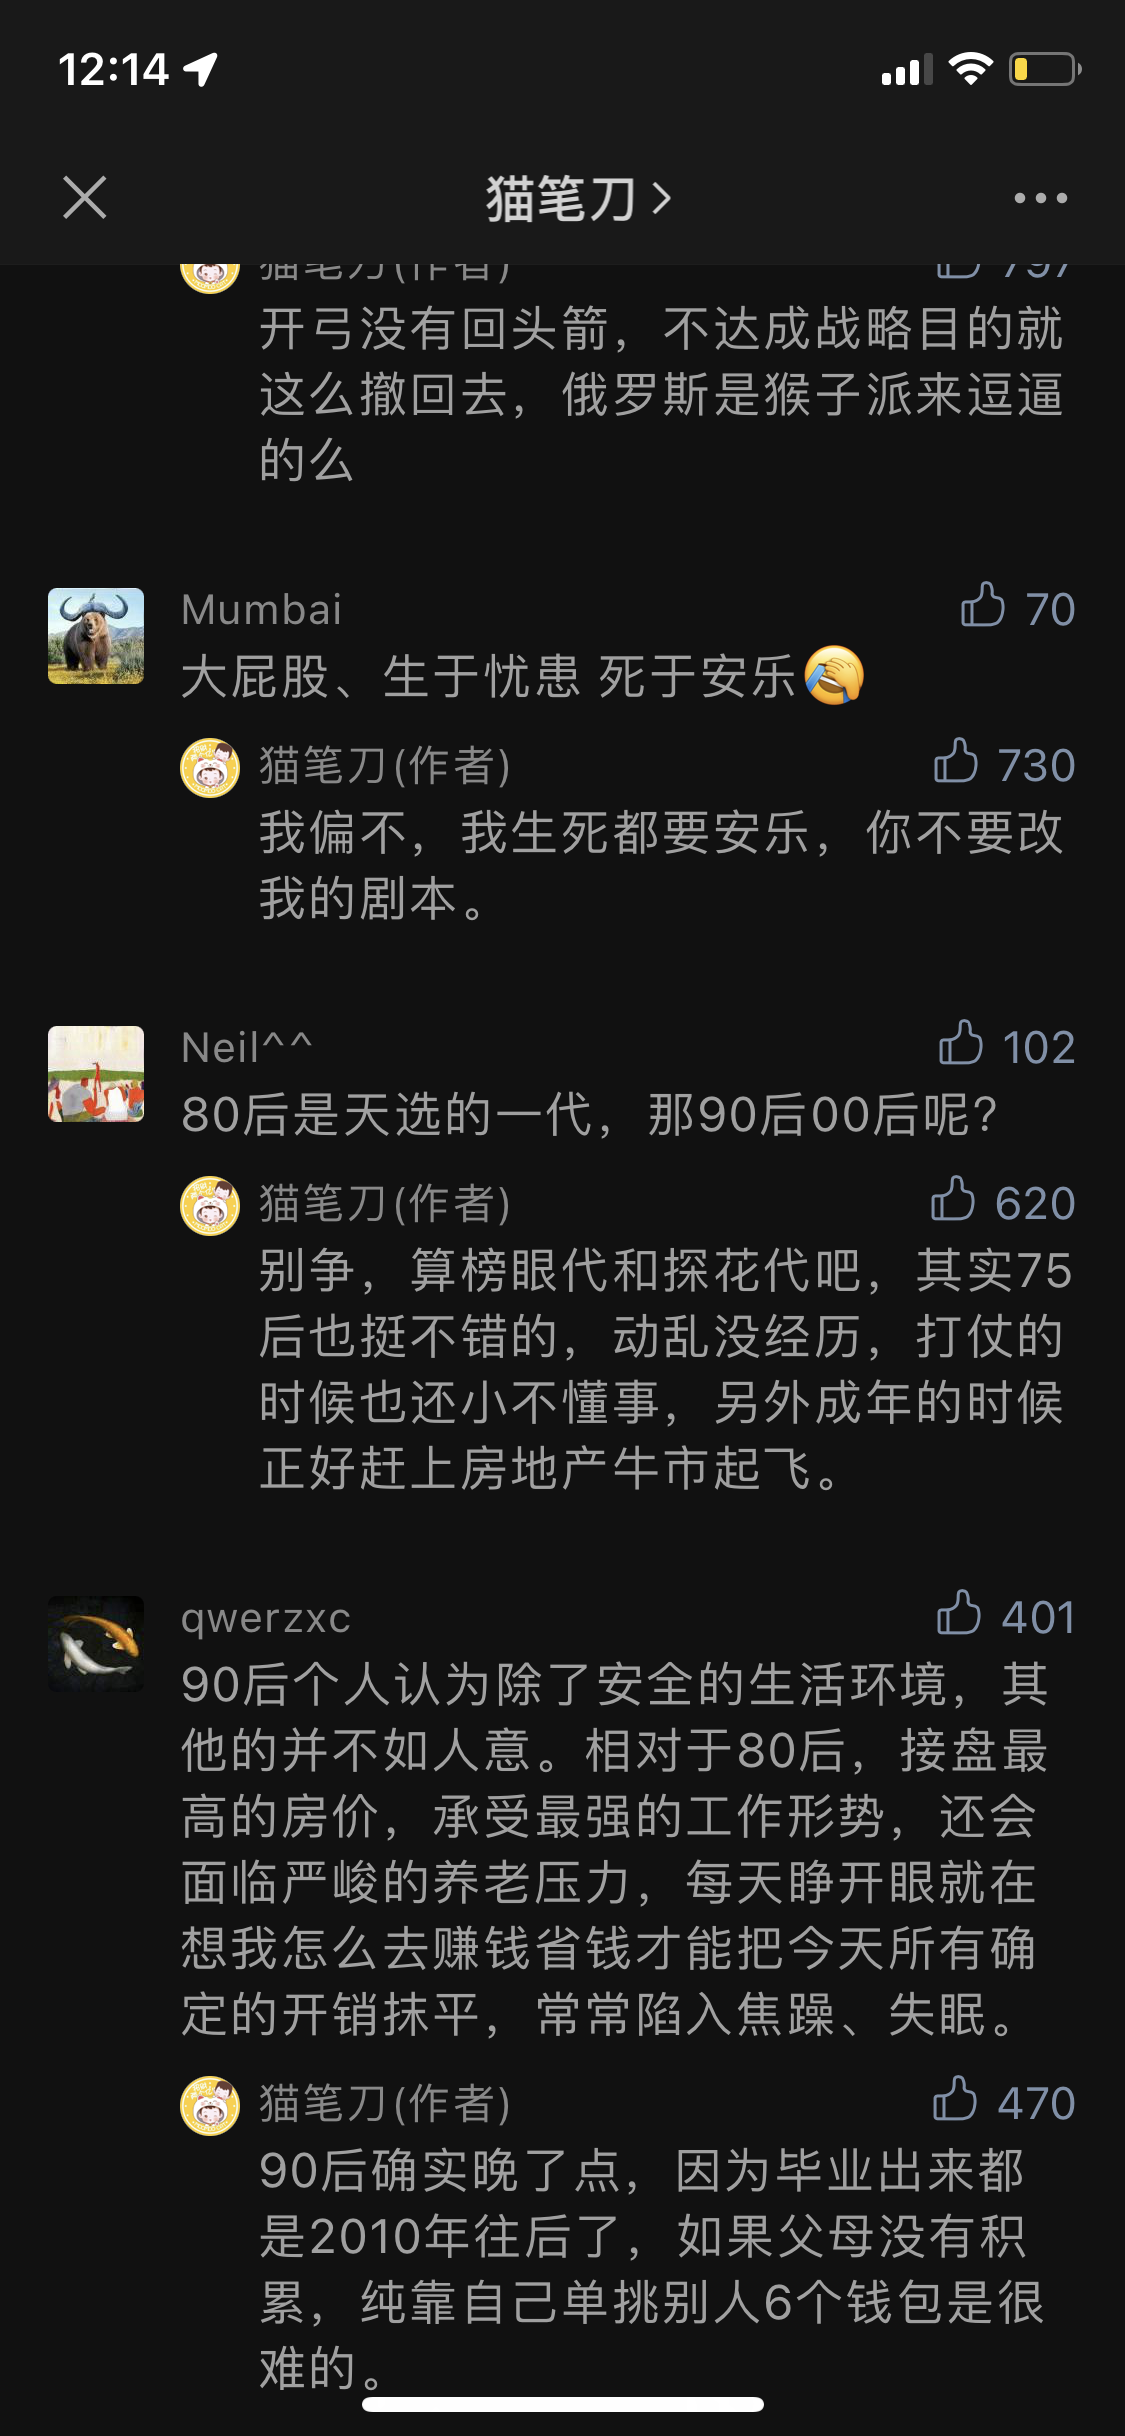 12:14
猫笔刀
猫笔刀(作者)
797
开弓没有回头箭，不达成战略目的就
这么撤回去，俄罗斯是猴子派来逗逼
的么
Mumbai
70
大屁股、生于忧患 死于安乐🤦
猫笔刀(作者)
730
我偏不，我生死都要安乐，你不要改
我的剧本。
Neil^^
102
80后是天选的一代，那90后00后呢?
猫笔刀(作者)
620
别争，算榜眼代和探花代吧，其实75
后也挺不错的，动乱没经历，打仗的
时候也还小不懂事，另外成年的时候
正好赶上房地产牛市起飞。
qwerzxc
401
90后个人认为除了安全的生活环境，其
他的并不如人意。相对于80后，接盘最
高的房价，承受最强的工作形势，还会
面临严峻的养老压力，每天睁开眼就在
想我怎么去赚钱省钱才能把今天所有确
定的开销抹平，常常陷入焦躁、失眠。
猫笔刀(作者)
470
90后确实晚了点，因为毕业出来都
是2010年往后了，如果父母没有积
累，纯靠自己单挑别人6个钱包是很
难的。